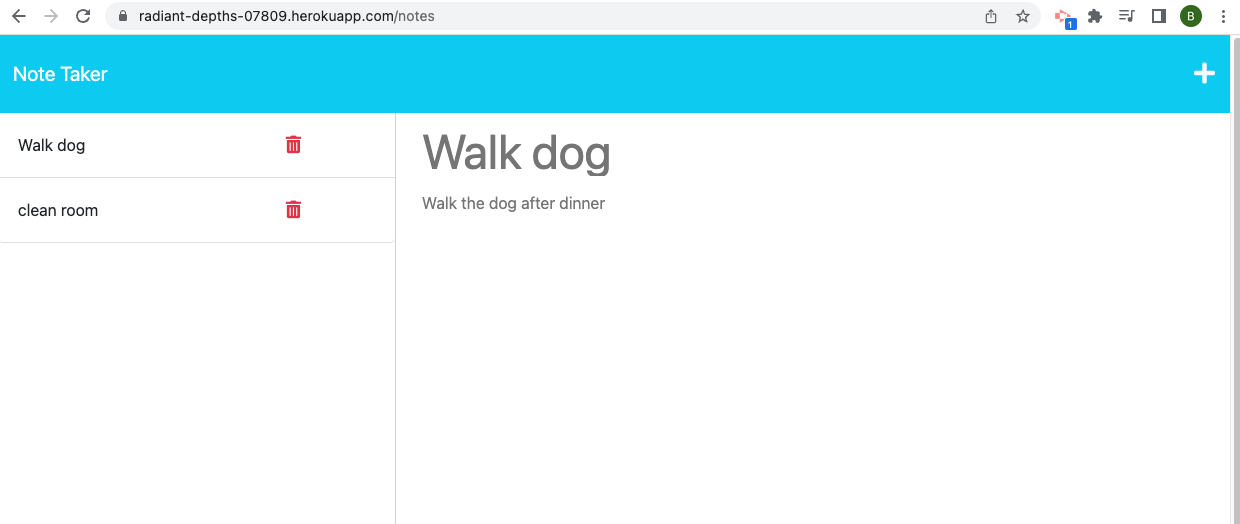 radiant-depths-07809.herokuapp.com/notes
1
B
Note Taker
Walk dog
clean room
Walk dog
Walk the dog after dinner